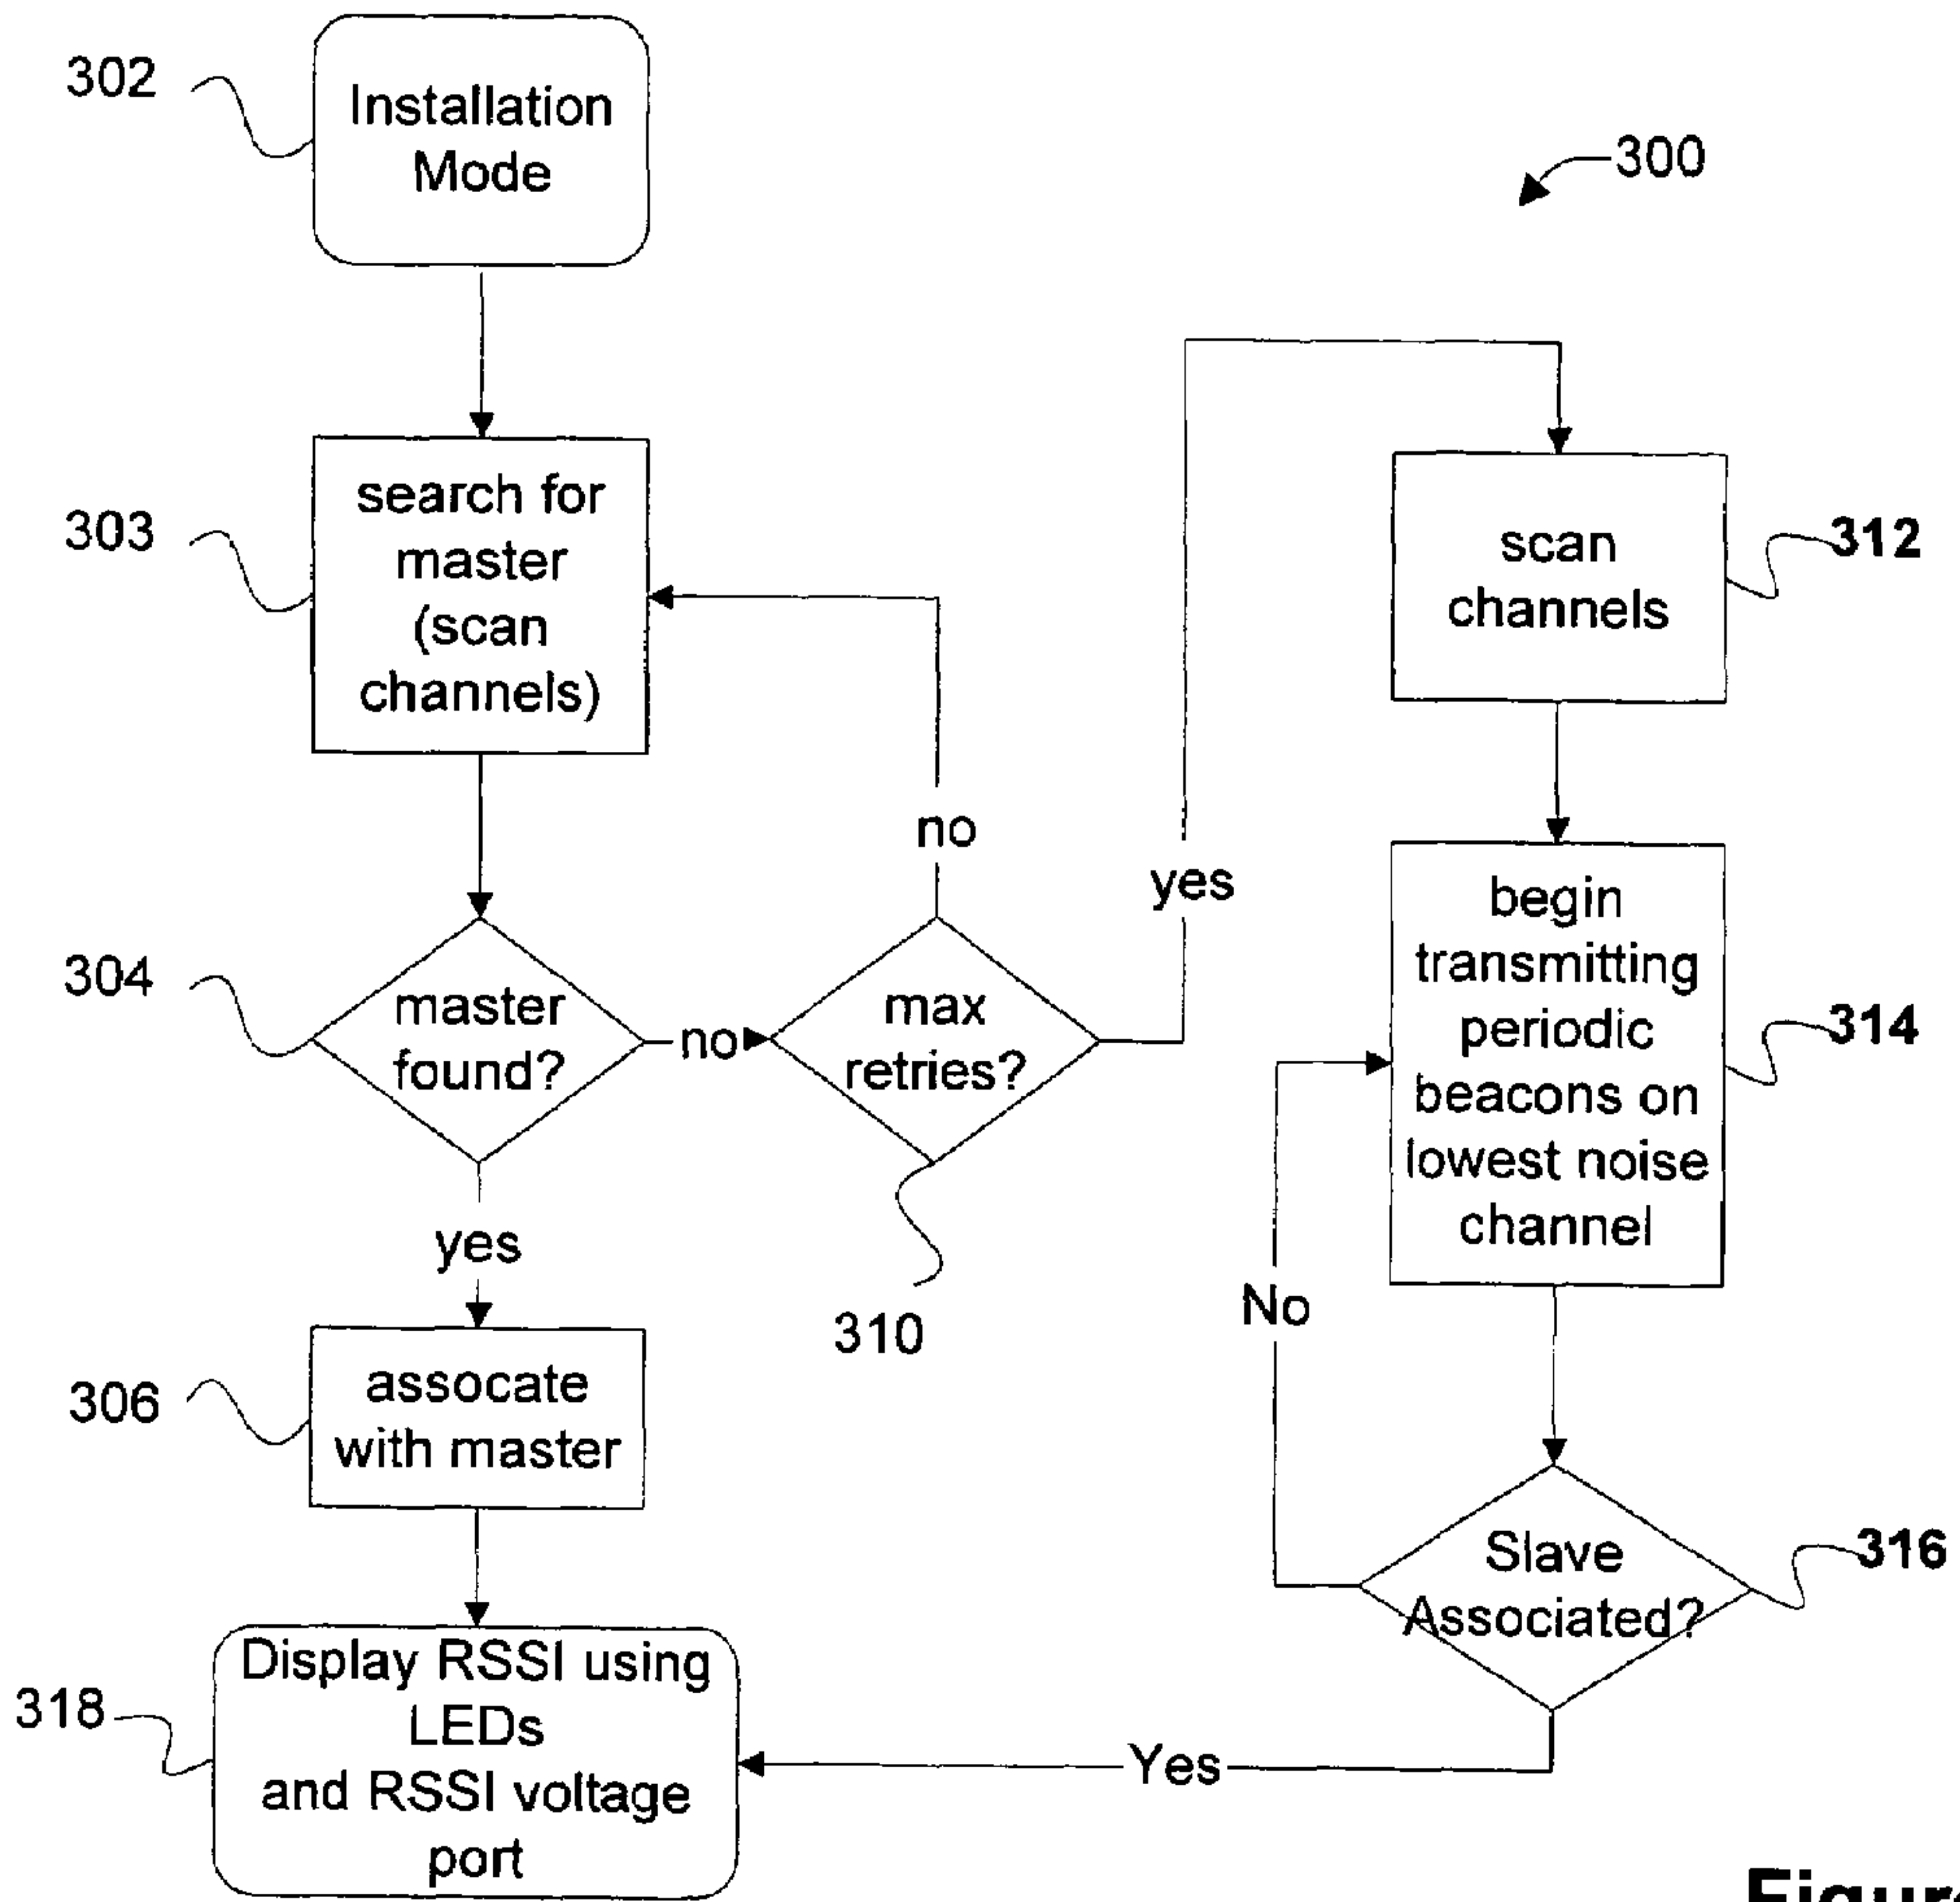 302
Installation
Mode
300
303
search for
master
(scan
channels)
312
scan
channels
no
yes
304
master
found?
no
max
retries?
314
begin
transmitting
periodic
beacons on
lowest noise
channel
yes
310
No
306
assocate
with master
316
Slave
Associated?
318
Display RSSI using
LEDs
and RSSI voltage
port
Yes